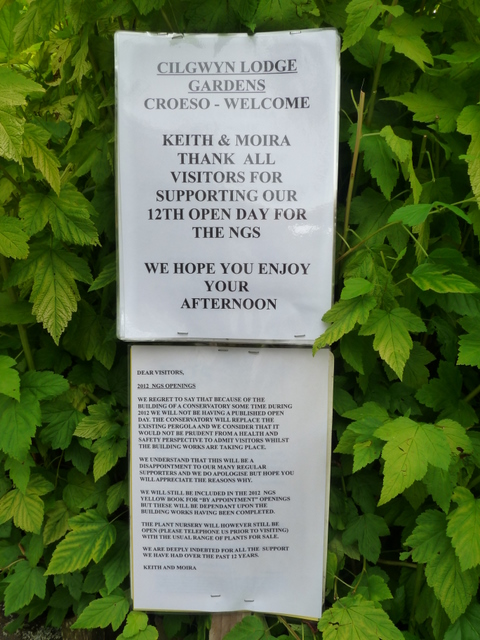 CILGWYN LODGE
GARDENS
CROESO - WELCOME
KEITH & MOIRA
THANK ALL
VISITORS FOR
SUPPORTING OUR
12TH OPEN DAY FOR
THE NGS
WE HOPE YOU ENJOY
YOUR
AFTERNOON
DEAR VISITORS,
2012 NGS OPENINGS
WE REGRET TO SAY THAT BECAUSE OF THE
BUILDING OF A CONSERVATORY SOME TIME DURING
2012 WE WILL NOT BE HAVING A PUBLISHED OPEN
DAY. THE CONSERVATORY WILL REPLACE THE
EXISTING PERGOLA AND WE CONSIDER THAT IT
WOULD NOT BE PRUDENT FROM A HEALTH AND
SAFETY PERSPECTIVE TO ADMIT VISITORS WHILST
THE BUILDING WORKS ARE TAKING PLACE.
WE UNDERSTAND THAT THIS WILL BE A
DISAPPOINTMENT TO OUR MANY REGULAR
SUPPORTERS AND WE DO APOLOGISE BUT HOPE YOU
WILL APPRECIATE THE REASONS WHY.
WE WILL STILL BE INCLUDED IN THE 2012 NGS
YELLOW BOOK FOR "BY APPOINTMENT" OPENINGS
BUT THESE WILL BE DEPENDANT UPON THE
BUILDING WORKS HAVING BEEN COMPLETED.
THE PLANT NURSERY WILL HOWEVER STILL BE
OPEN (PLEASE TELEPHONE US PRIOR TO VISITING)
WITH THE USUAL RANGE OF PLANTS FOR SALE.
WE ARE DEEPLY INDEBTED FOR ALL THE SUPPORT
WE HAVE HAD OVER THE PAST 12 YEARS.
KEITH AND MOIRA